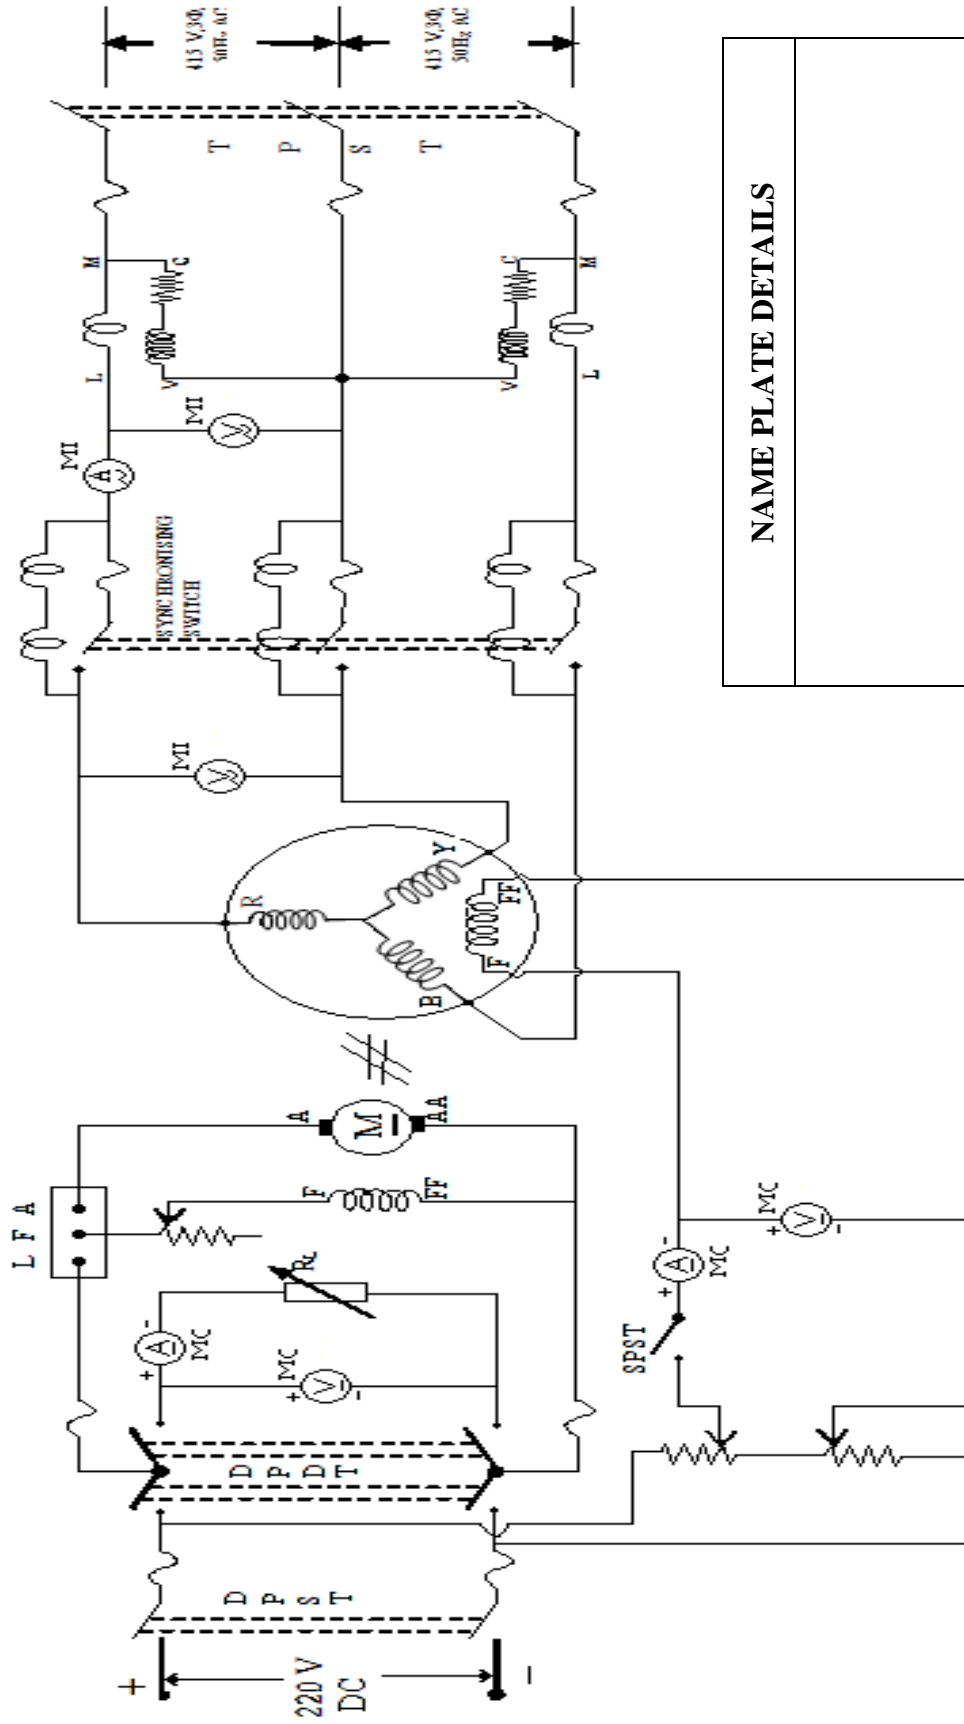 415 V,3Φ,
50Hz AC
415 V,3Φ,
50Hz AC
T P S T
M
C
L
V
MI
MI
C
M
V
L
A
V
SYNCHRONISING
SWITCH
MI
V
R
Y
B
F
FF
NAME PLATE DETAILS
L F A
A
M
AA
F
FF
RL
+
A
-
MC
MC
+
V
-
D P D T
D P S T
+
220 V
DC
-
SPST
+
A
-
MC
MC
+
V
-